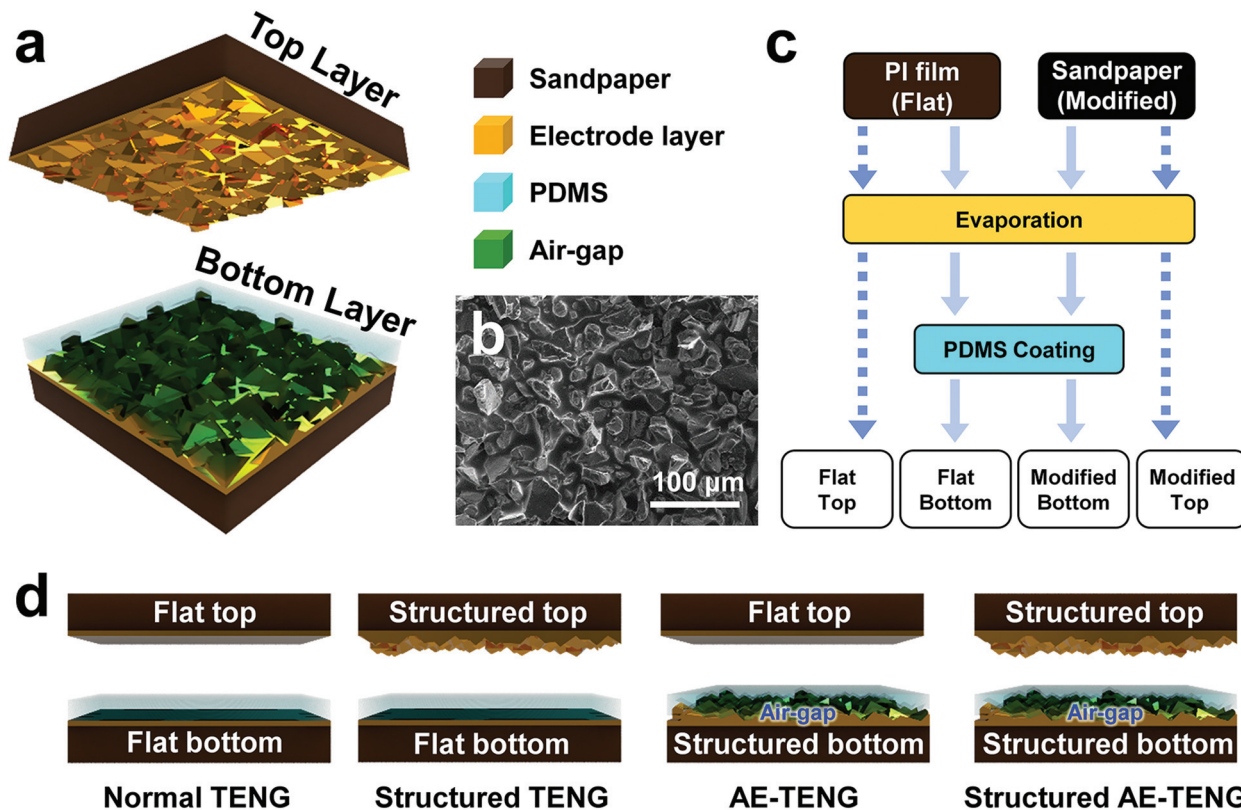 a
Top Layer
Bottom Layer
Sandpaper
Electrode layer
PDMS
Air-gap
b
100 µm
c
PI film
(Flat)
Sandpaper
(Modified)
Evaporation
PDMS Coating
Flat
Top
Flat
Bottom
Modified
Bottom
Modified
Top
d
Flat top
Flat bottom
Normal TENG
Structured top
Flat bottom
Structured TENG
Flat top
Air-gap
Structured bottom
AE-TENG
Structured top
Air-gap
Structured bottom
Structured AE-TENG